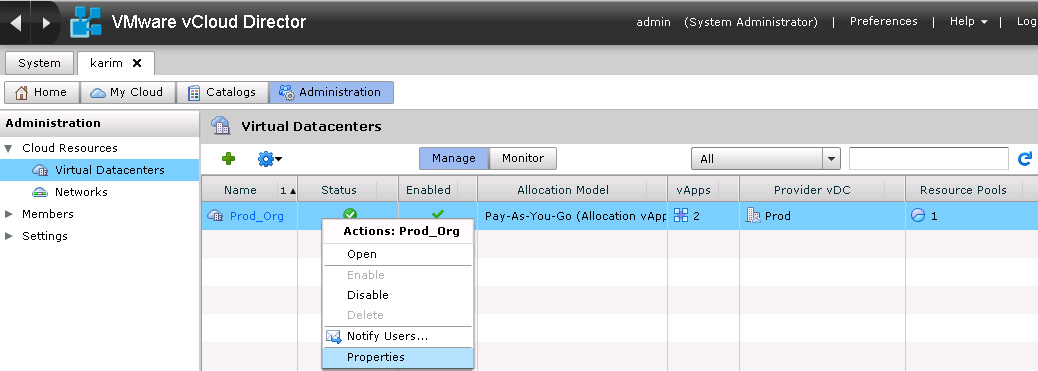 VMware vCloud Director
admin (System Administrator) | Preferences | Help | Log
System karim
Home My Cloud Catalogs Administration
Administration
Virtual Datacenters
Cloud Resources
Virtual Datacenters
Networks
Members
Settings
Manage Monitor All
Name 1 Status Enabled Allocation Model vApps Provider vDC Resource Pools
Prod_Org Pay-As-You-Go (Allocation vApp 2 Prod 1
Actions: Prod_Org
Open
Enable
Disable
Delete
Notify Users...
Properties